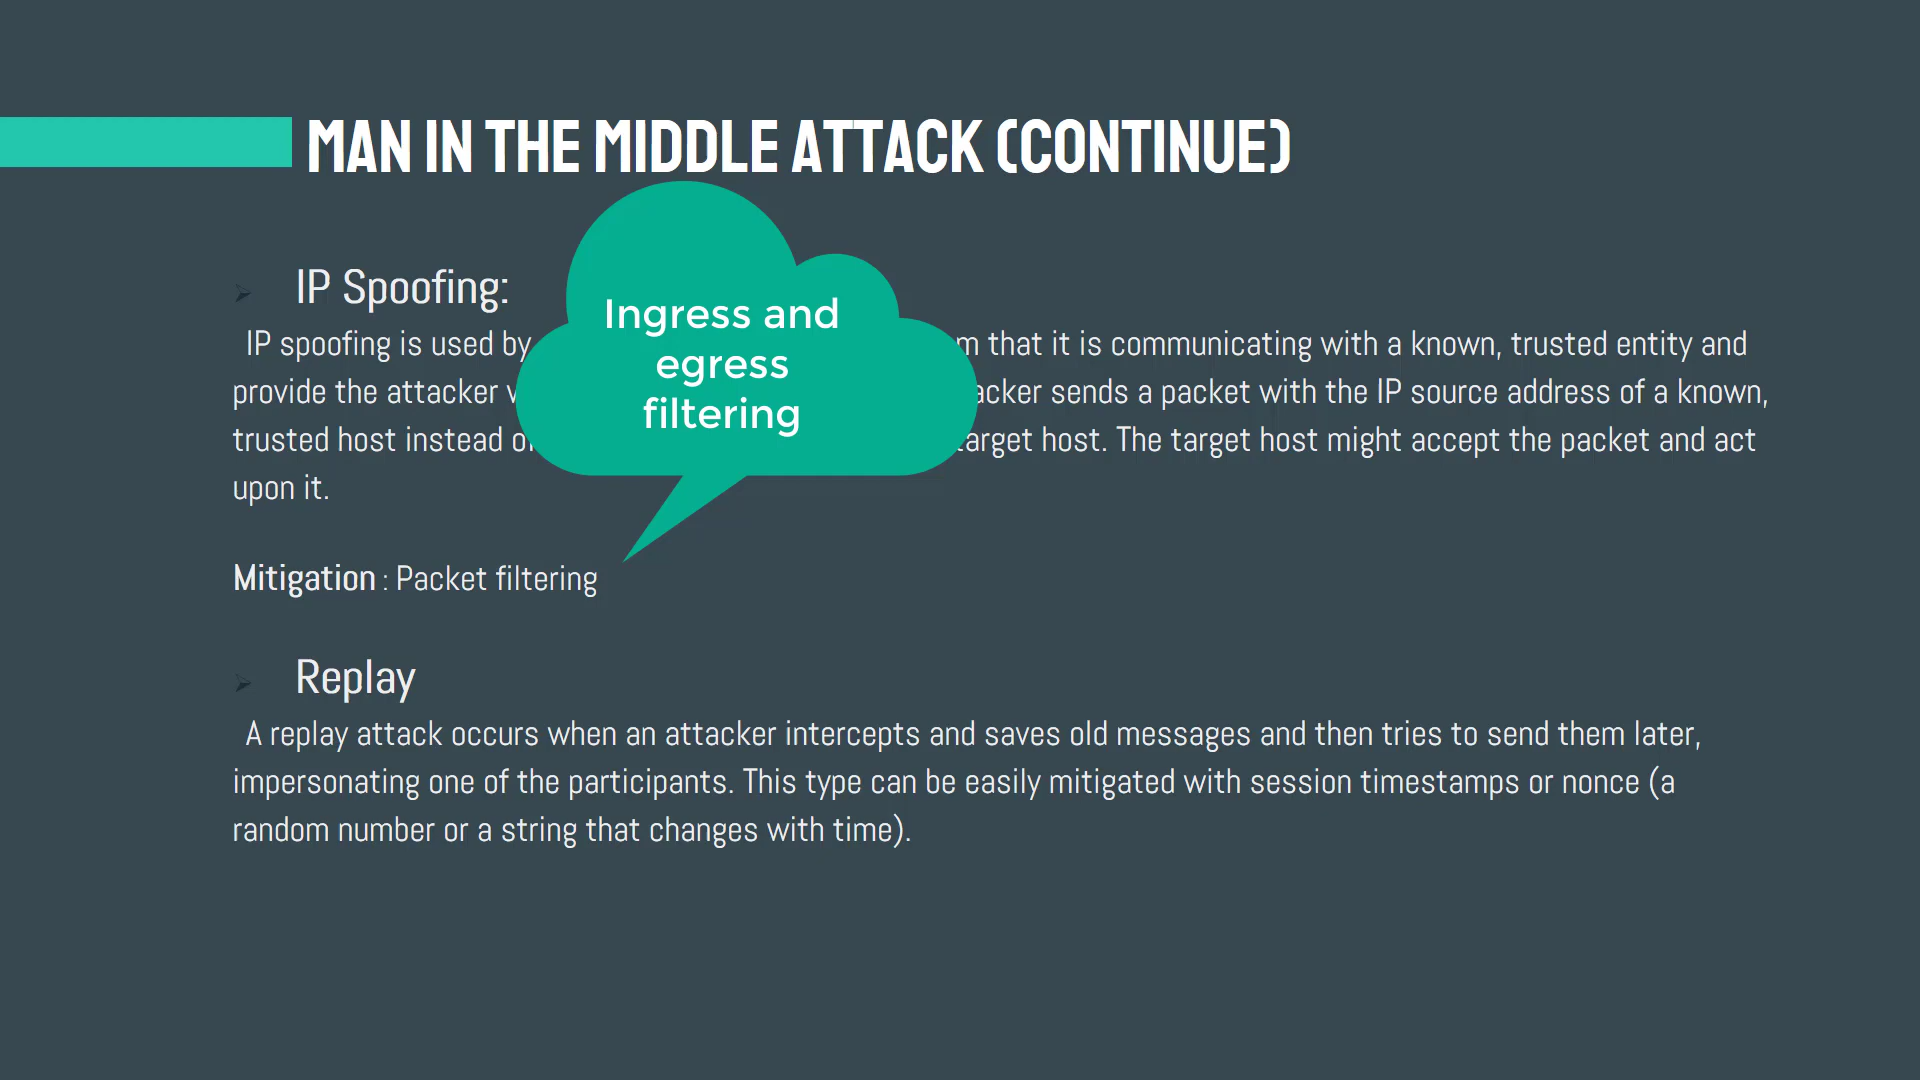 MAN IN THE MIDDLE ATTACK (CONTINUE)
IP Spoofing:
Ingress and
egress
filtering
IP spoofing is used by that it is communicating with a known, trusted entity and
provide the attacker sends a packet with the IP source address of a known,
trusted host instead target host. The target host might accept the packet and act
upon it.
Mitigation : Packet filtering
Replay
A replay attack occurs when an attacker intercepts and saves old messages and then tries to send them later,
impersonating one of the participants. This type can be easily mitigated with session timestamps or nonce (a
random number or a string that changes with time).